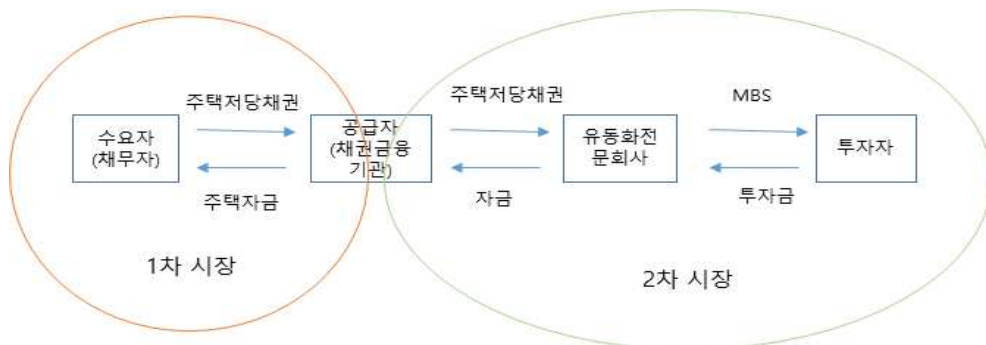 주택저당채권
수요자
(채무자)
주택자금
1차 시장
공급자
(채권금융
기관)
주택저당채권
자금
유동화전
문회사
MBS
투자금
투자자
2차 시장